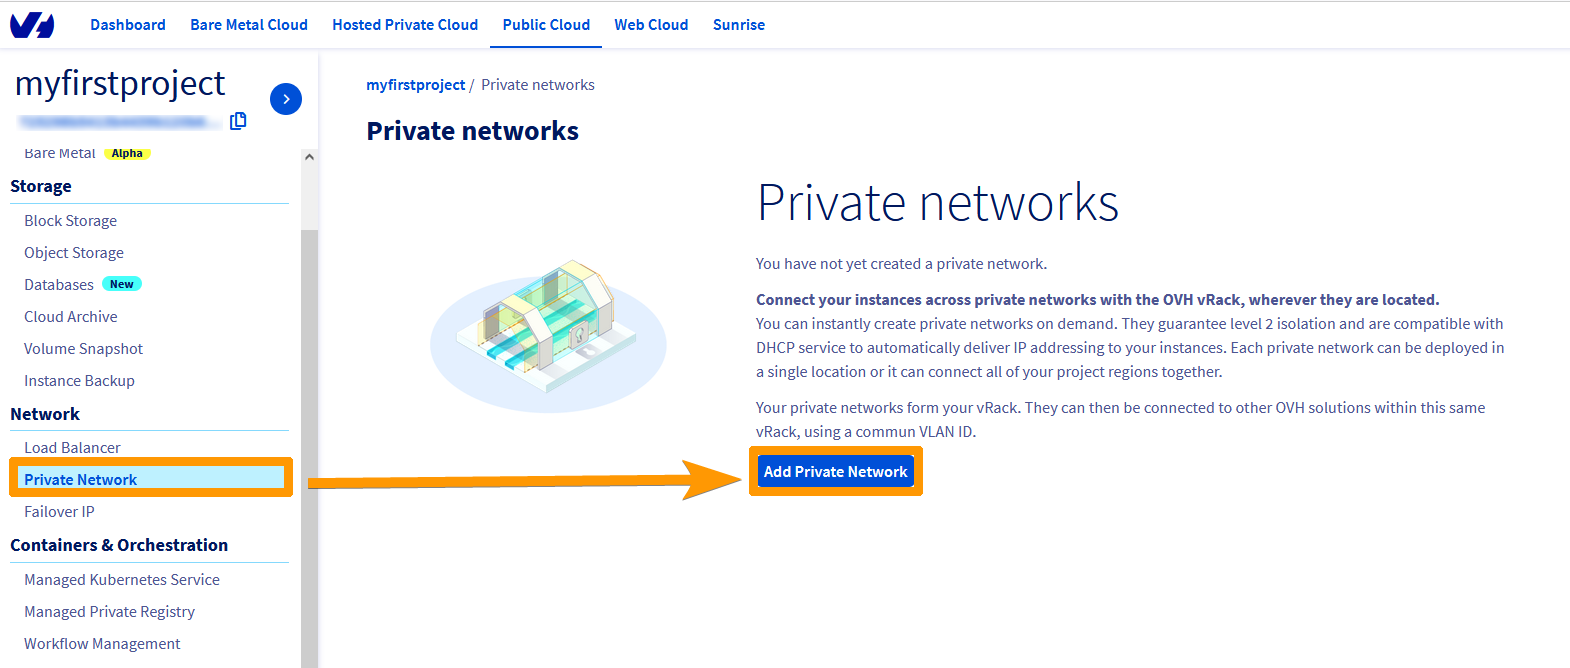 Dashboard Bare Metal Cloud Hosted Private Cloud Public Cloud Web Cloud Sunrise
myfirstproject
Bare Metal Alpha
Storage
Block Storage
Object Storage
Databases New
Cloud Archive
Volume Snapshot
Instance Backup
Network
Load Balancer
Private Network
Failover IP
Containers & Orchestration
Managed Kubernetes Service
Managed Private Registry
Workflow Management
myfirstproject / Private networks
Private networks
Private networks
You have not yet created a private network.
Connect your instances across private networks with the OVH vRack, wherever they are located.
You can instantly create private networks on demand. They guarantee level 2 isolation and are compatible with
DHCP service to automatically deliver IP addressing to your instances. Each private network can be deployed in
a single location or it can connect all of your project regions together.
Your private networks form your vRack. They can then be connected to other OVH solutions within this same
vRack, using a commun VLAN ID.
Add Private Network